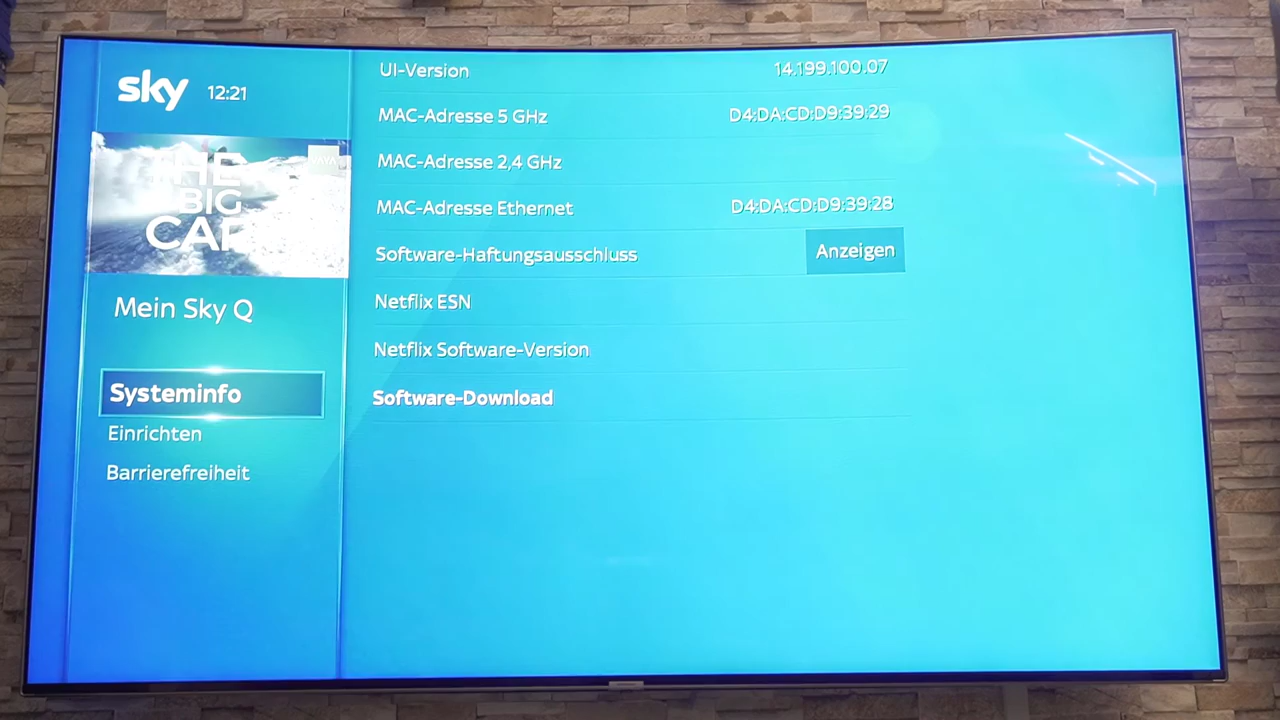 sky 12:21
THE
BIG
Mein Sky Q
Systeminfo
Einrichten
Barrierefreiheit
UI-Version 14.199.100.07
MAC-Adresse 5 GHz D4:DA:CD:D9:39:29
MAC-Adresse 2,4 GHz
MAC-Adresse Ethernet D4:DA:CD:D9:39:28
Software-Haftungsausschluss Anzeigen
Netflix ESN
Netflix Software-Version
Software-Download